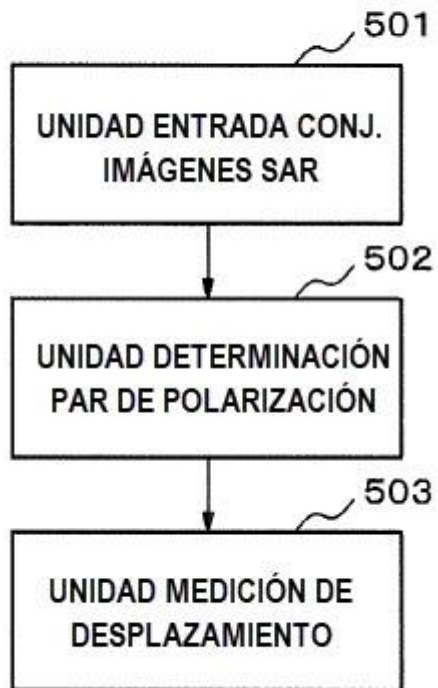 501
UNIDAD ENTRADA CONJ.
IMÁGENES SAR
502
UNIDAD DETERMINACIÓN
PAR DE POLARIZACIÓN
503
UNIDAD MEDICIÓN DE
DESPLAZAMIENTO